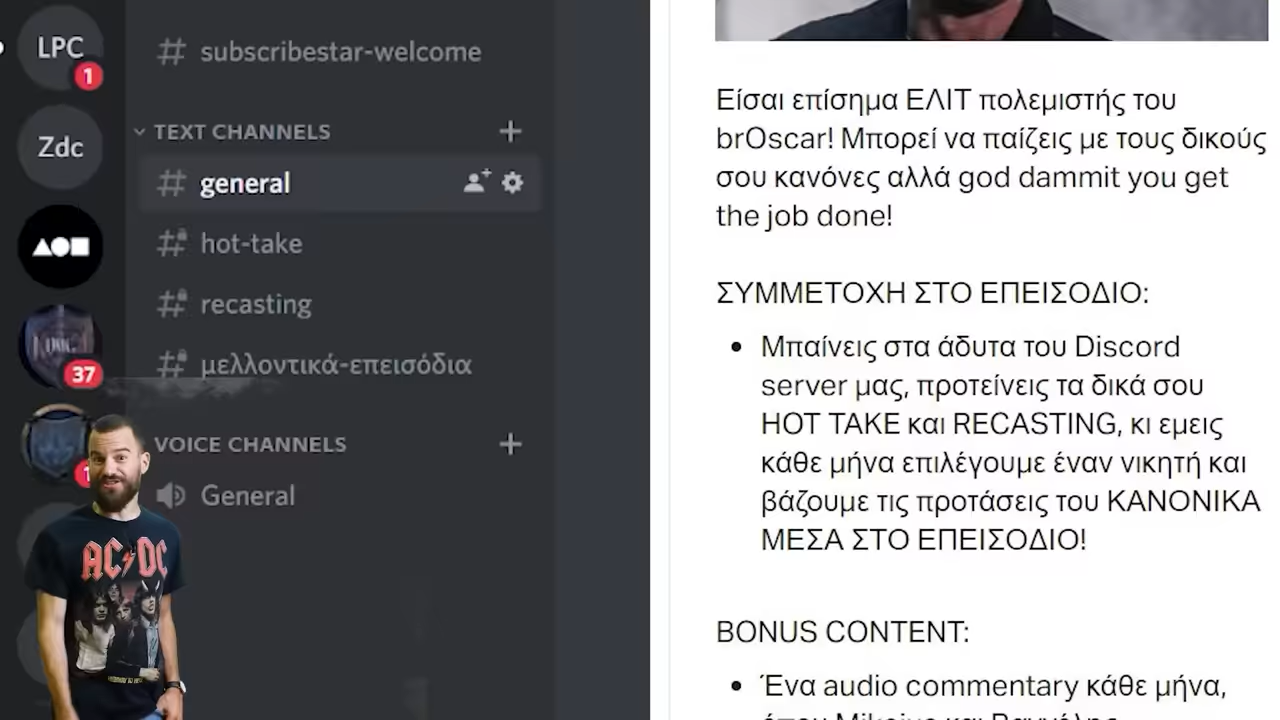 LPC
1
Zdc
37
subscribestar-welcome
TEXT CHANNELS
general
hot-take
recasting
μελλοντικά-επεισόδια
VOICE CHANNELS
General
AC DC
Είσαι επίσημα ΕΛΙΤ πολεμιστής του
brOscar! Μπορεί να παίζεις με τους δικούς
σου κανόνες αλλά god dammit you get
the job done!
ΣΥΜΜΕΤΟΧΗ ΣΤΟ ΕΠΕΙΣΟΔΙΟ:
Μπαίνεις στα άδυτα του Discord
server μας, προτείνεις τα δικά σου
HOT TAKE και RECASTING, κι εμεις
κάθε μήνα επιλέγουμε έναν νικητή και
βάζουμε τις προτάσεις του ΚΑΝΟΝΙΚΑ
ΜΕΣΑ ΣΤΟ ΕΠΕΙΣΟΔΙΟ!
BONUS CONTENT:
Ένα audio commentary κάθε μήνα,